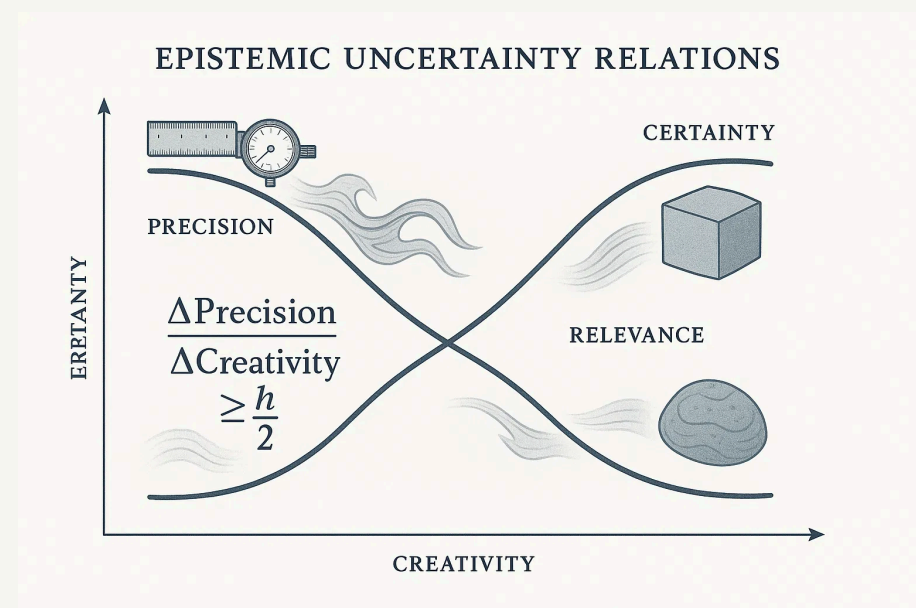 EPISTEMIC UNCERTAINTY RELATIONS
CERTAINTY
PRECISION
ERETANTY
ΔPrecision
ΔCreativity
≥ h
2
RELEVANCE
CREATIVITY